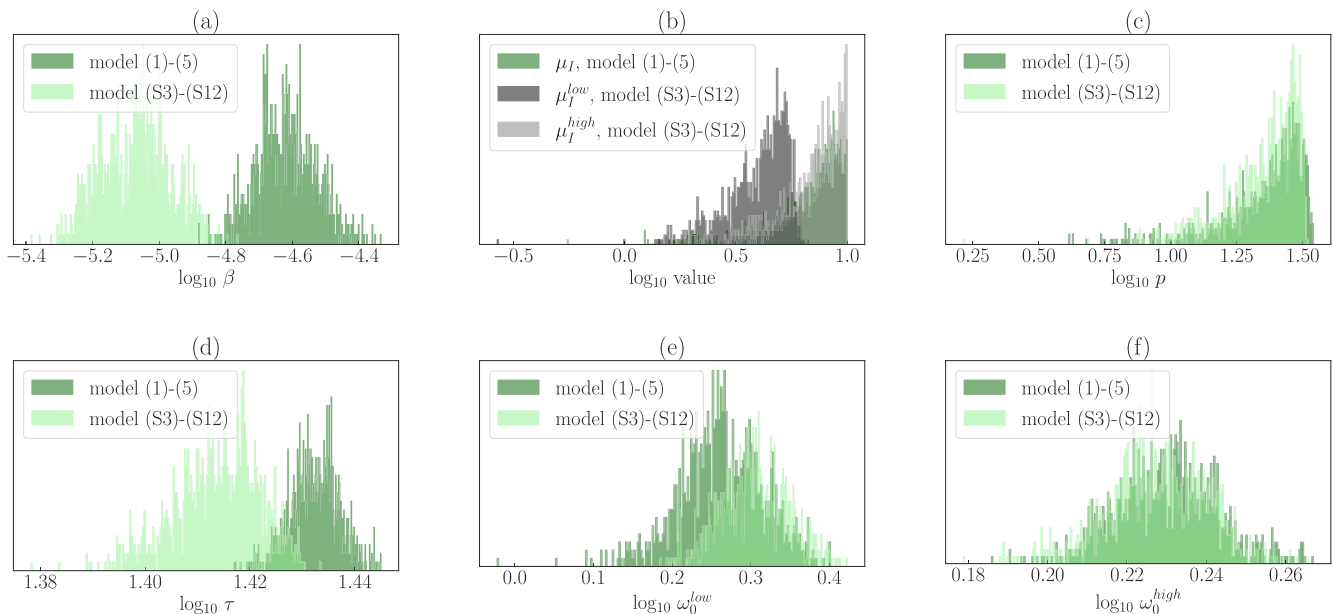 (a)
model (1)-(5)
model (S3)-(S12)
−5.4 −5.2 −5.0 −4.8 −4.6 −4.4
log₁₀ β
(b)
μ_I, model (1)-(5)
μ_I^{low}, model (S3)-(S12)
μ_I^{high}, model (S3)-(S12)
−0.5 0.0 0.5 1.0
log₁₀ value
(c)
model (1)-(5)
model (S3)-(S12)
0.25 0.50 0.75 1.00 1.25 1.50
log₁₀ p
(d)
model (1)-(5)
model (S3)-(S12)
1.38 1.40 1.42 1.44
log₁₀ τ
(e)
model (1)-(5)
model (S3)-(S12)
0.0 0.1 0.2 0.3 0.4
log₁₀ ω₀^{low}
(f)
model (1)-(5)
model (S3)-(S12)
0.18 0.20 0.22 0.24 0.26
log₁₀ ω₀^{high}